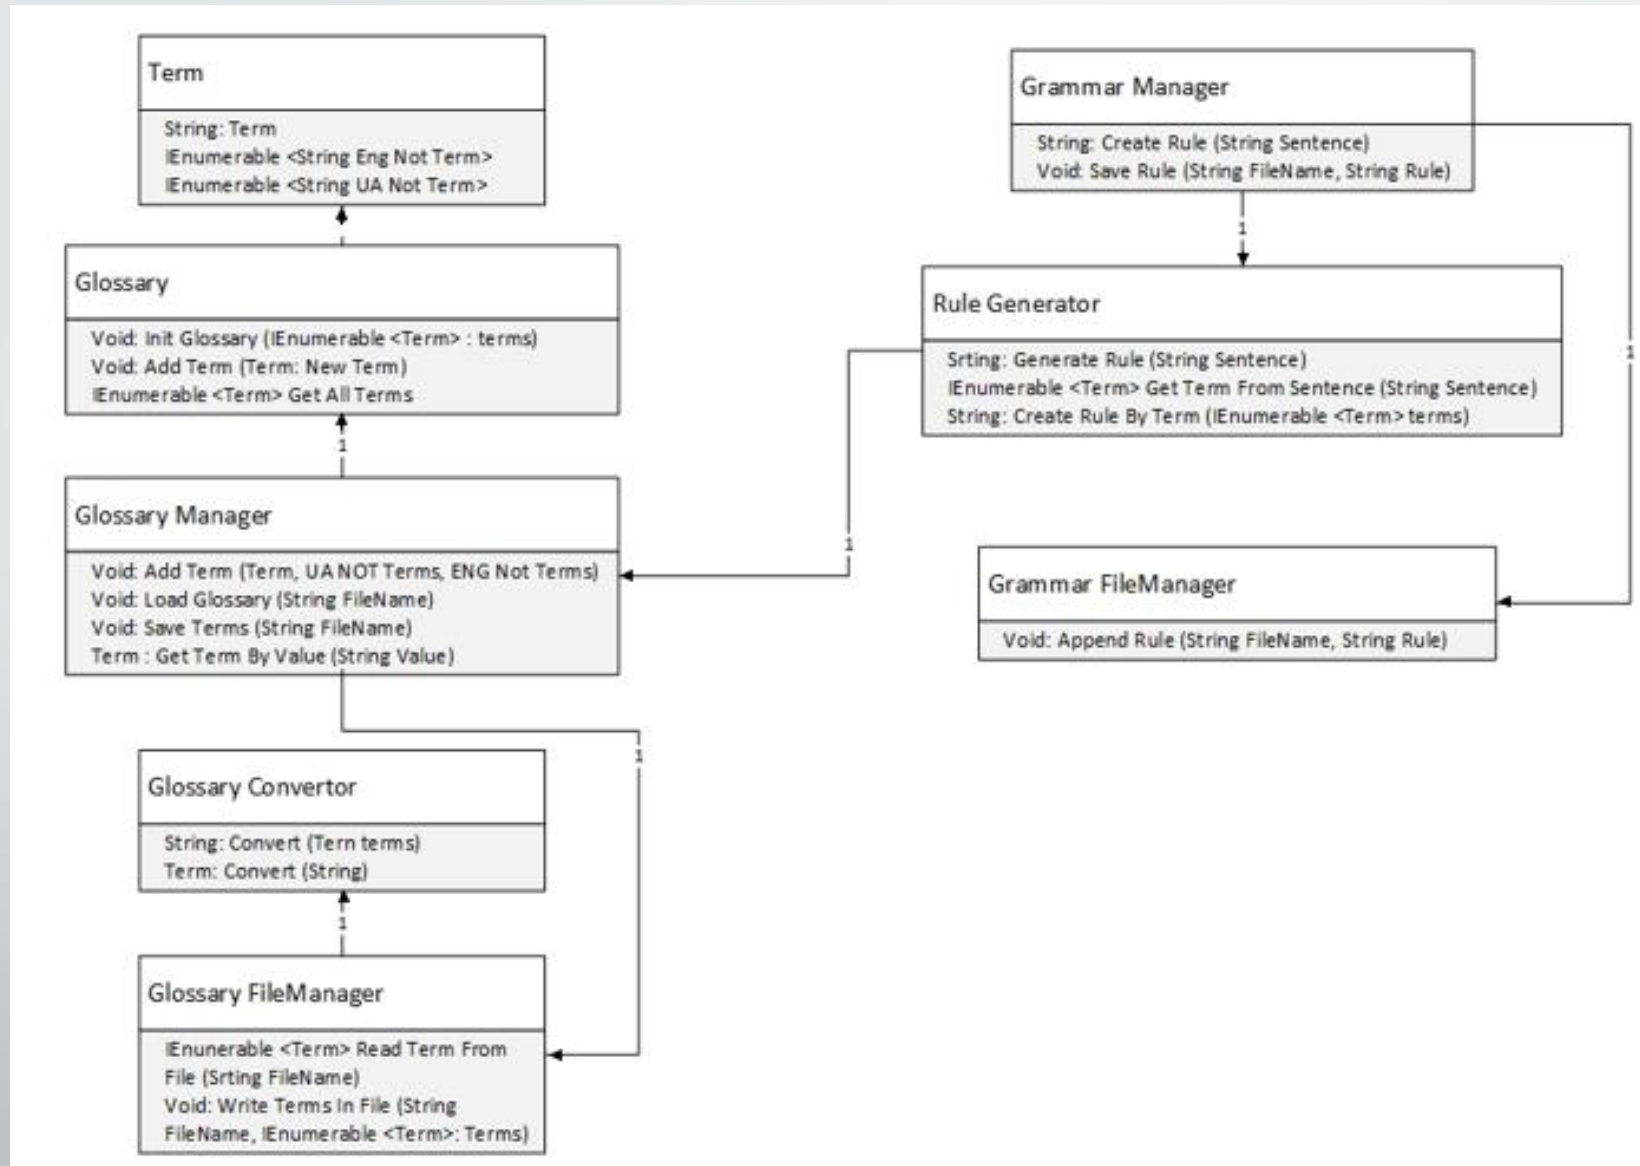 Term
String: Term
IEnumerable <String Eng Not Term>
IEnumerable <String UA Not Term>
Glossary
Void: Init Glossary (IEnumerable <Term> : terms)
Void: Add Term (Term: New Term)
IEnumerable <Term> Get All Terms
1
Glossary Manager
Void: Add Term (Term, UA NOT Terms, ENG Not Terms)
Void: Load Glossary (String FileName)
Void: Save Terms (String FileName)
Term : Get Term By Value (String Value)
1
Glossary Convertor
String: Convert (Tern terms)
Term: Convert (String)
1
Glossary FileManager
IEnunerable <Term> Read Term From
File (Srting FileName)
Void: Write Terms In File (String
FileName, IEnumerable <Term>: Terms)
Grammar Manager
String: Create Rule (String Sentence)
Void: Save Rule (String FileName, String Rule)
1
Rule Generator
Srting: Generate Rule (String Sentence)
IEnumerable <Term> Get Term From Sentence (String Sentence)
String: Create Rule By Term (IEnumerable <Term> terms)
1
1
Grammar FileManager
Void: Append Rule (String FileName, String Rule)